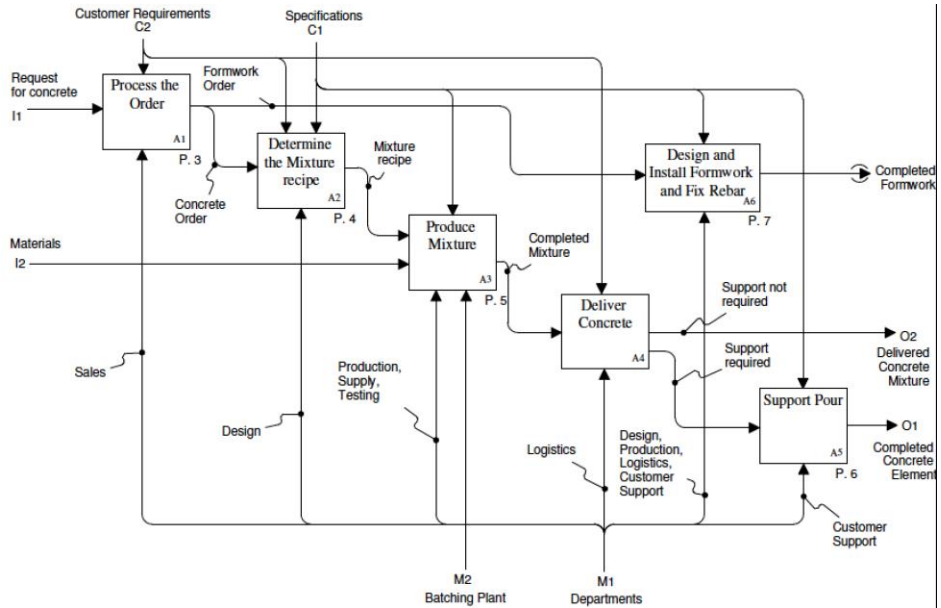 Customer Requirements
C2
Specifications
C1
Request
for concrete
I1
Process the
Order
A1
P. 3
Formwork
Order
Concrete
Order
Determine
the Mixture
recipe
A2
P. 4
Mixture
recipe
Design and
Install Formwork
and Fix Rebar
A6
P. 7
Completed
Formwork
Materials
I2
Produce
Mixture
A3
P. 5
Completed
Mixture
Deliver
Concrete
A4
Support not
required
O2
Delivered
Concrete
Mixture
Support
required
Support Pour
A5
P. 6
O1
Completed
Concrete
Element
Sales
Design
Production,
Supply,
Testing
Logistics
Design,
Production,
Logistics,
Customer
Support
Customer
Support
M2
Batching Plant
M1
Departments